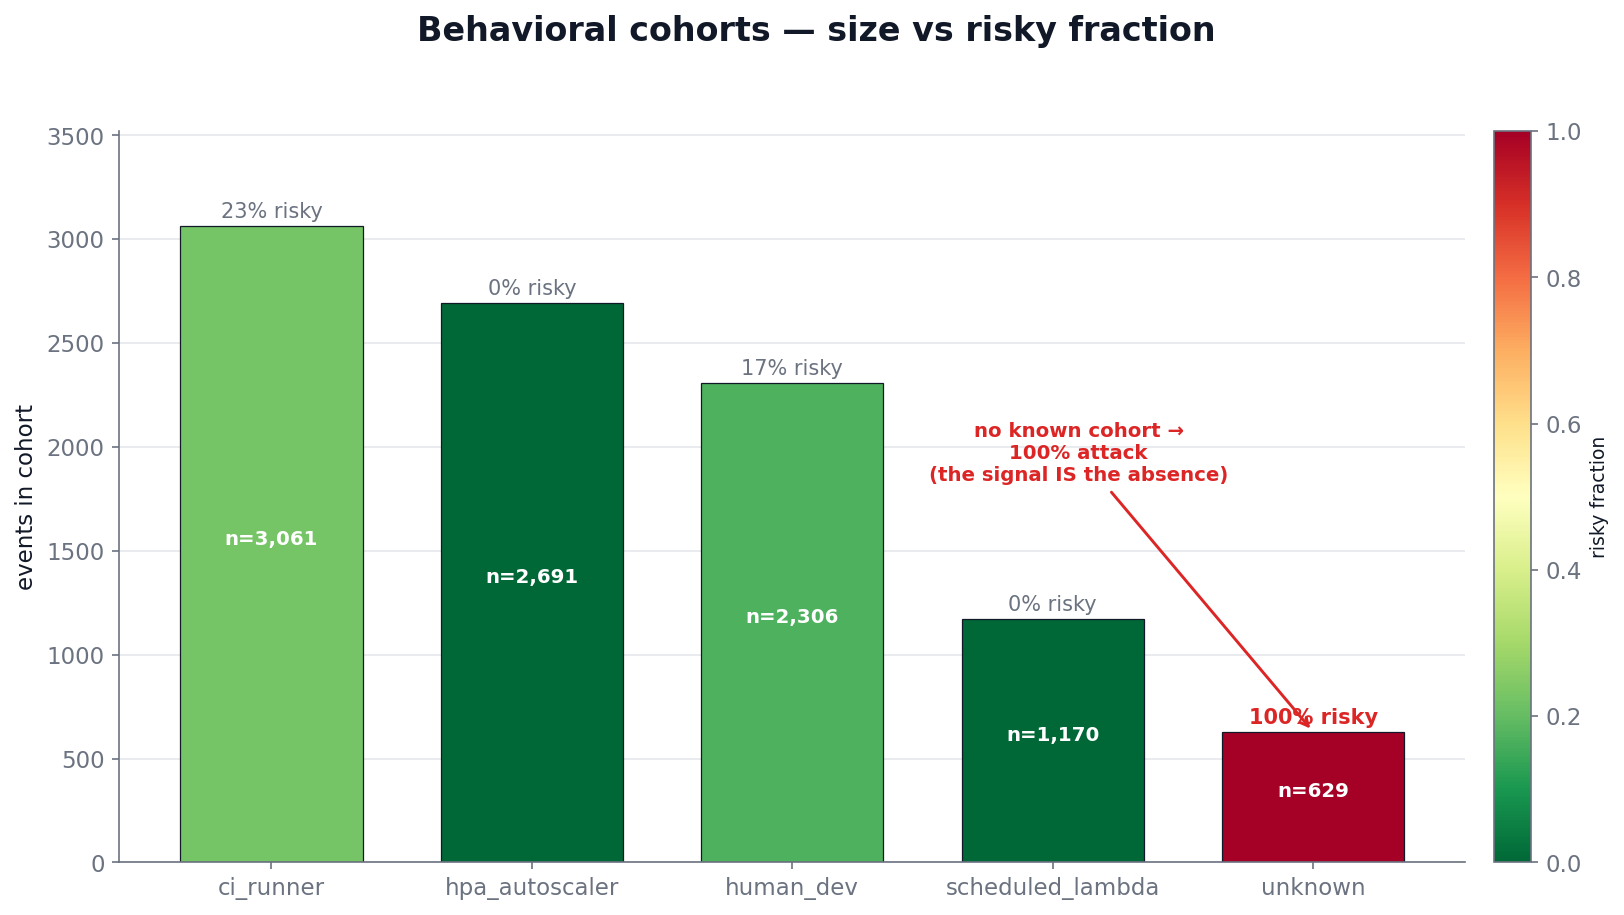 Behavioral cohorts — size vs risky fraction
events in cohort
3500
3000
2500
2000
1500
1000
500
0
23% risky
n=3,061
0% risky
n=2,691
17% risky
n=2,306
no known cohort →
100% attack
(the signal IS the absence)
0% risky
n=1,170
100% risky
n=629
ci_runner
hpa_autoscaler
human_dev
scheduled_lambda
unknown
1.0
0.8
0.6
0.4
0.2
0.0
risky fraction